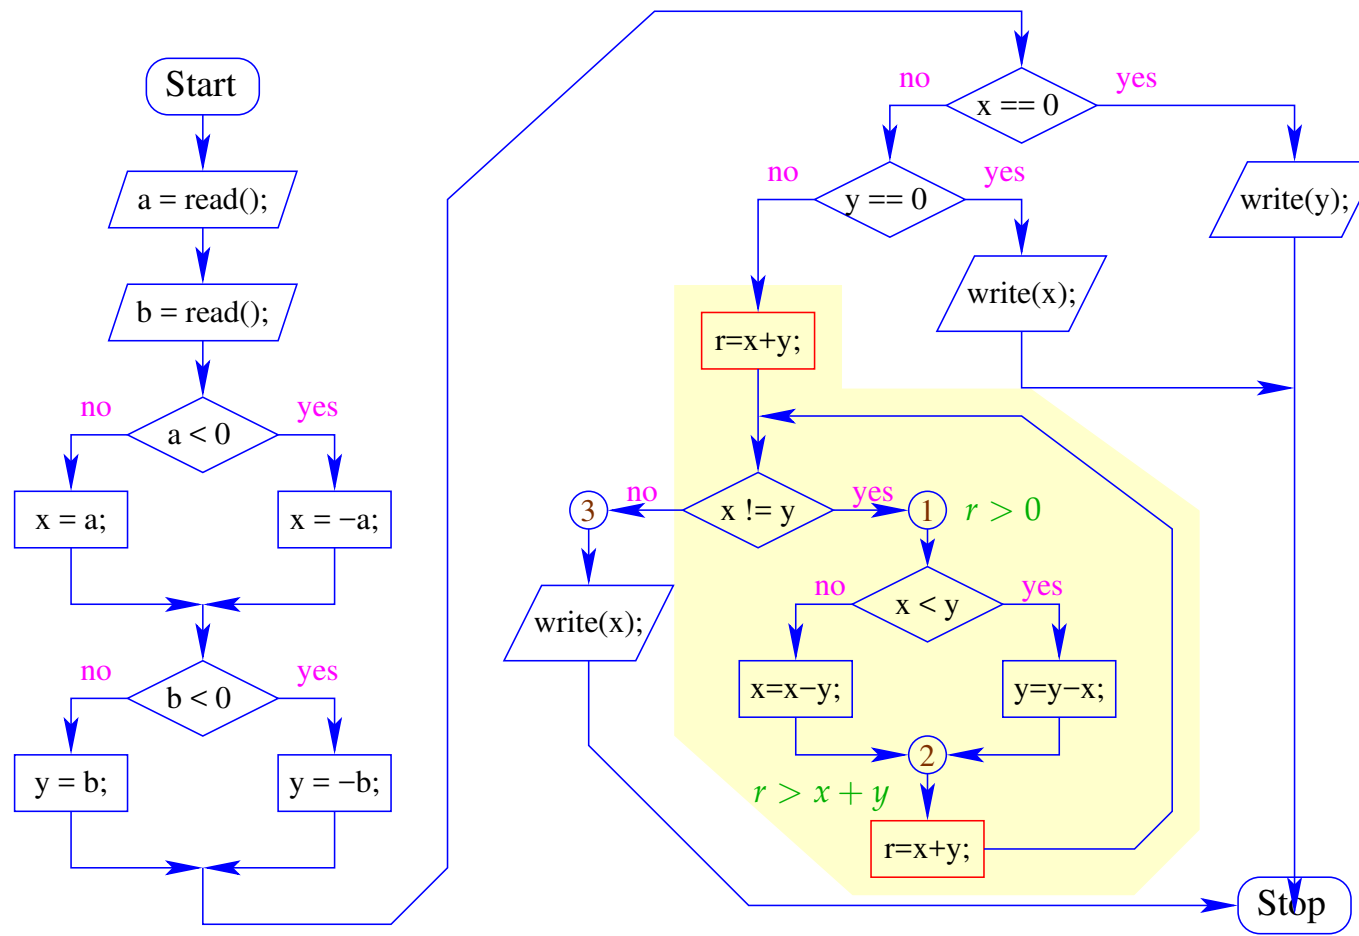 Start
a = read();
b = read();
no
yes
a < 0
x = a;
x = −a;
no
yes
b < 0
y = b;
y = −b;
no
yes
x == 0
no
yes
y == 0
write(y);
write(x);
r=x+y;
no
yes
3
x != y
1
r > 0
no
yes
x < y
write(x);
x=x−y;
y=y−x;
2
r > x + y
r=x+y;
Stop